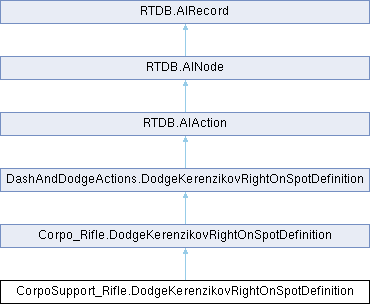 RTDB.AIRecord
RTDB.AINode
RTDB.AIAction
DashAndDodgeActions.DodgeKerenzikovRightOnSpotDefinition
Corpo_Rifle.DodgeKerenzikovRightOnSpotDefinition
CorpoSupport_Rifle.DodgeKerenzikovRightOnSpotDefinition